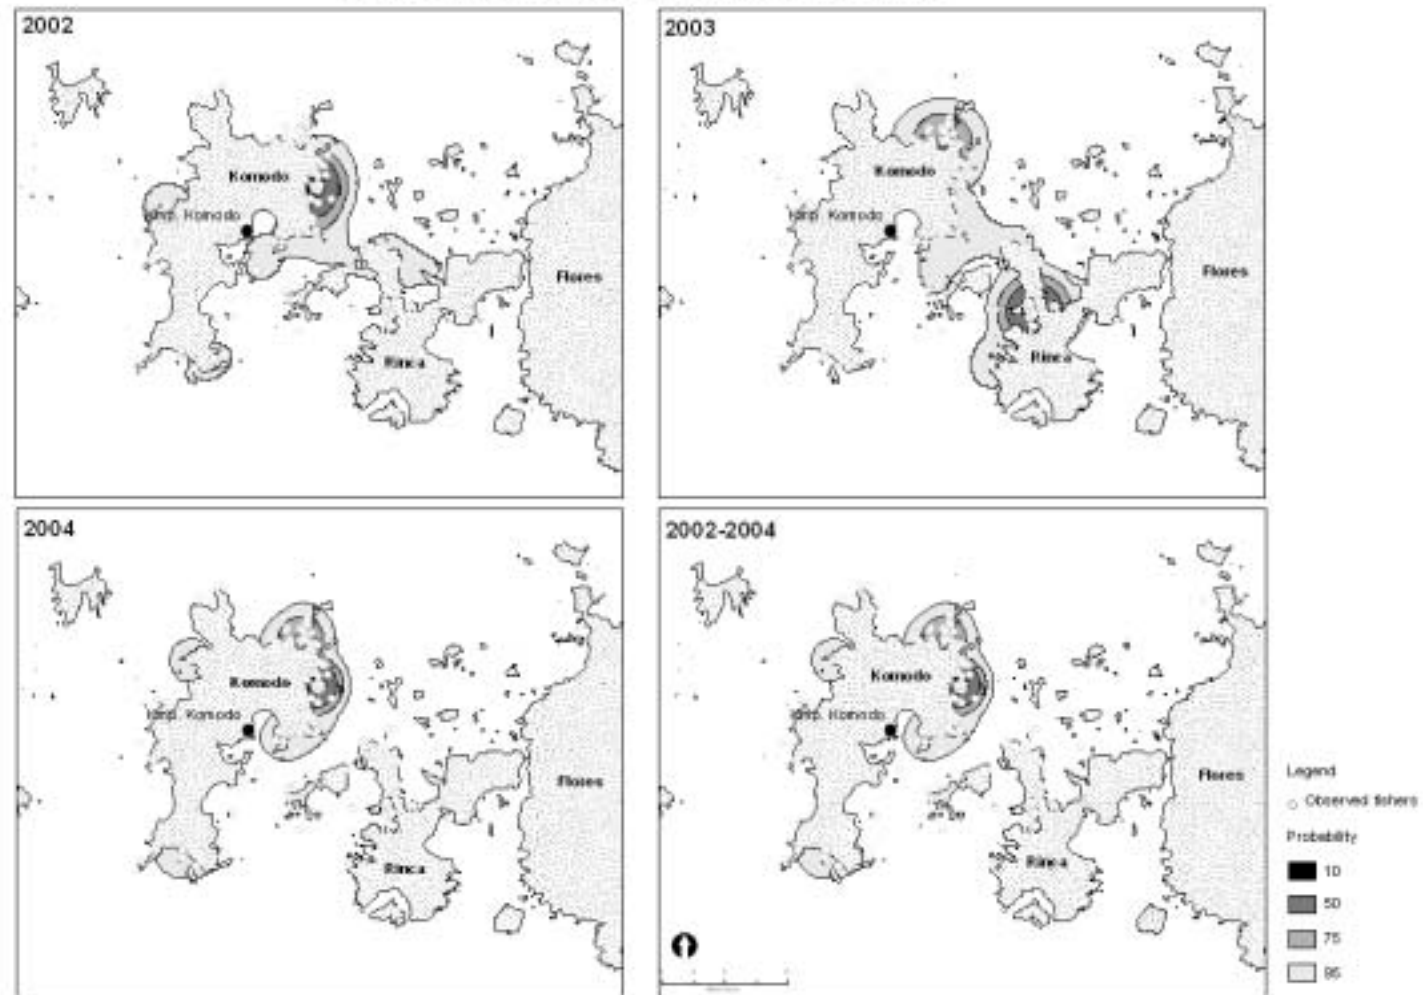 2002
Komodo
Kmp. Komodo
Flores
Rinca
2003
Komodo
Kmp. Komodo
Flores
Rinca
2004
Komodo
Kmp. Komodo
Flores
Rinca
2002-2004
Komodo
Kmp. Komodo
Flores
Rinca
Legend
Observed fishers
Probability
10
50
75
95